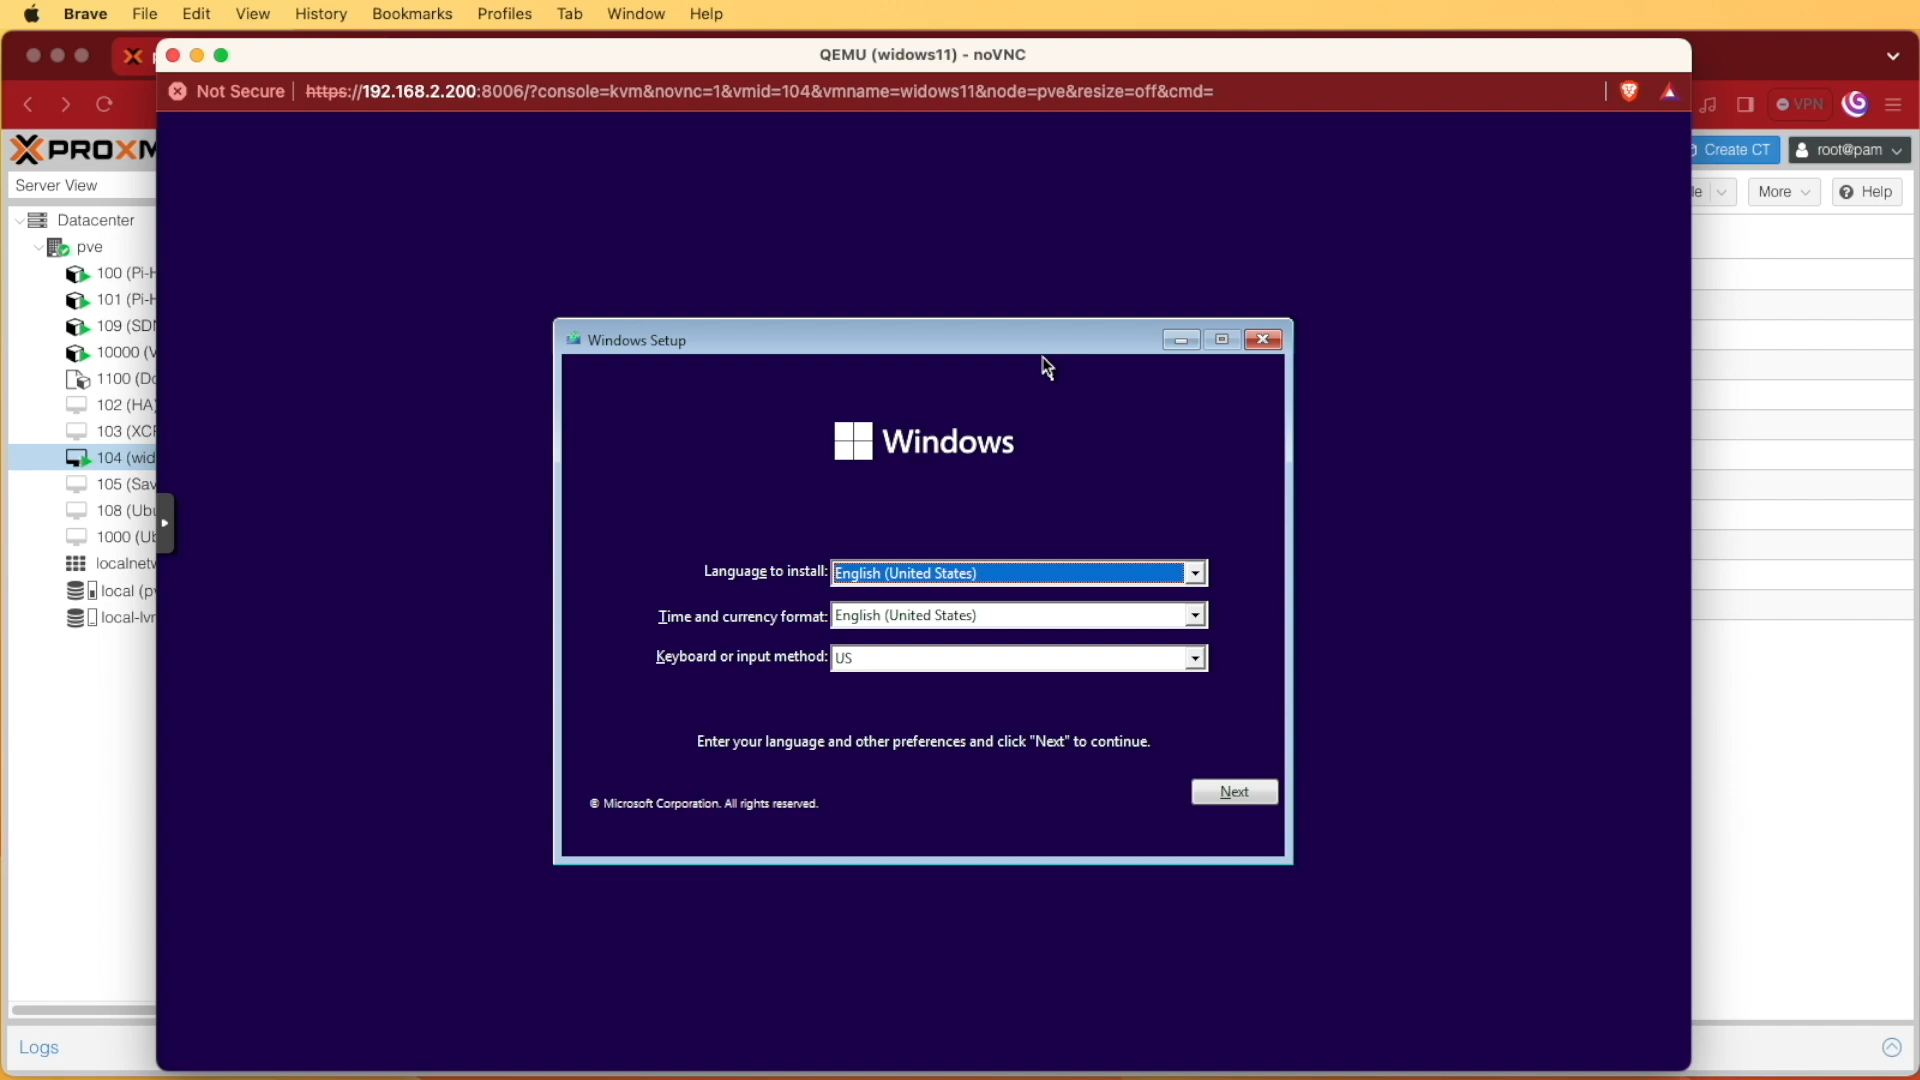 Brave File Edit View History Bookmarks Profiles Tab Window Help
QEMU (widows11) - noVNC
Not Secure https://192.168.2.200:8006/?console=kvm&novnc=1&vmid=104&vmname=widows11&node=pve&resize=off&cmd=
VPN
PROXM
Create CT root@pam
Server View
More Help
Datacenter
pve
100 (Pi-H
101 (Pi-H
109 (SD
10000 (V
1100 (Do
102 (HA)
103 (XCP
104 (wid
105 (Sav
108 (Ubu
1000 (Ub
localnetw
local (pv
local-lvm
Windows Setup
Windows
Language to install: English (United States)
Time and currency format: English (United States)
Keyboard or input method: US
Enter your language and other preferences and click "Next" to continue.
Next
© Microsoft Corporation. All rights reserved.
Logs